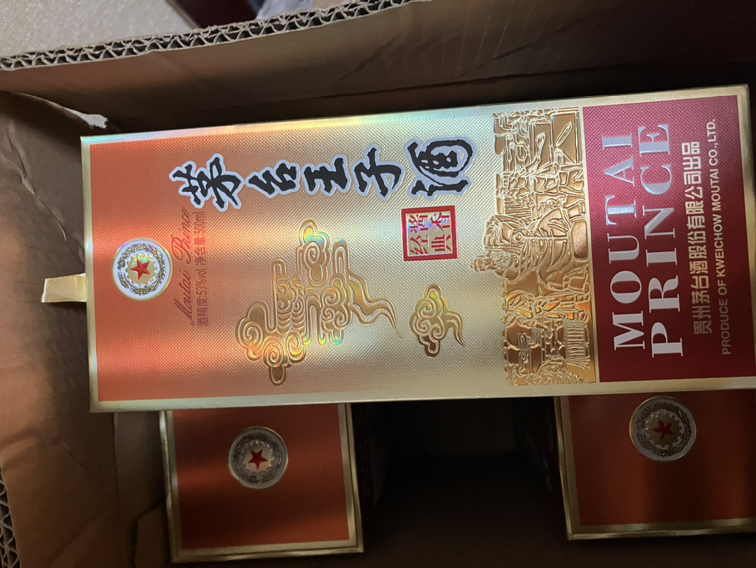 茅台王子酒
酱香
经典
Moutai Prince
酒精度:53%vol 净含量:500ml
MOUTAI
PRINCE
贵州茅台酒股份有限公司出品
PRODUCE OF KWEICHOW MOUTAI CO., LTD.